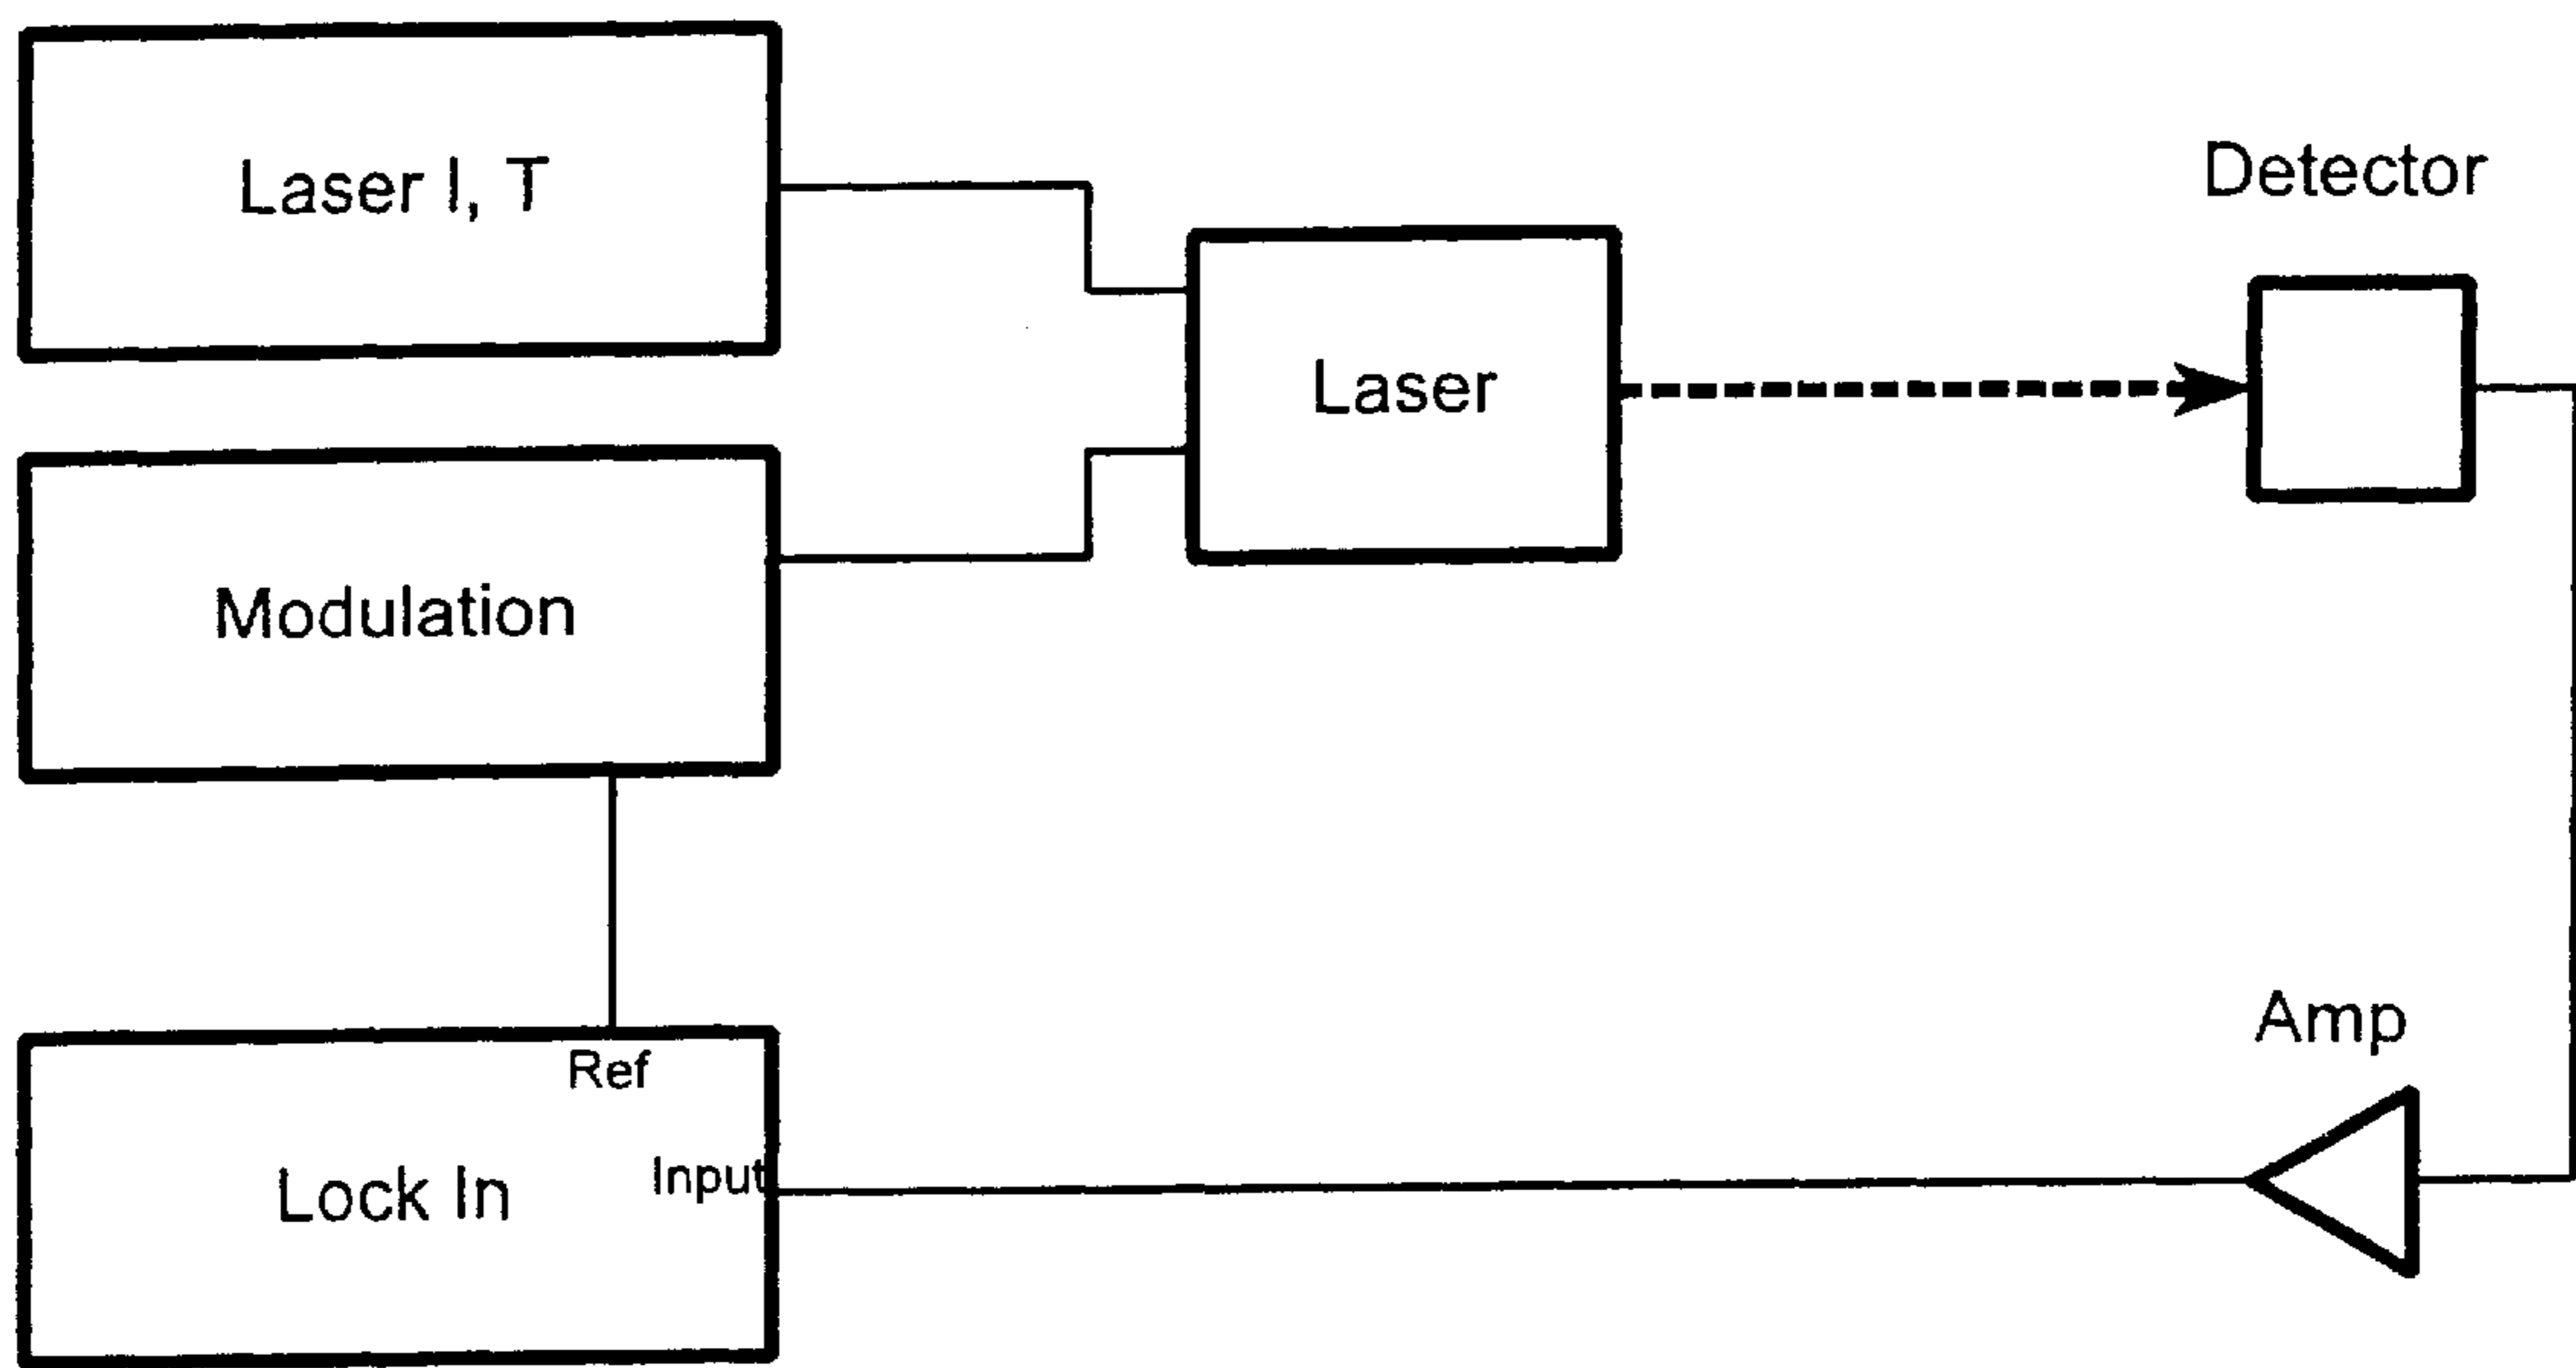 Laser I, T
Detector
Laser
Modulation
Amp
Ref
Input
Lock In